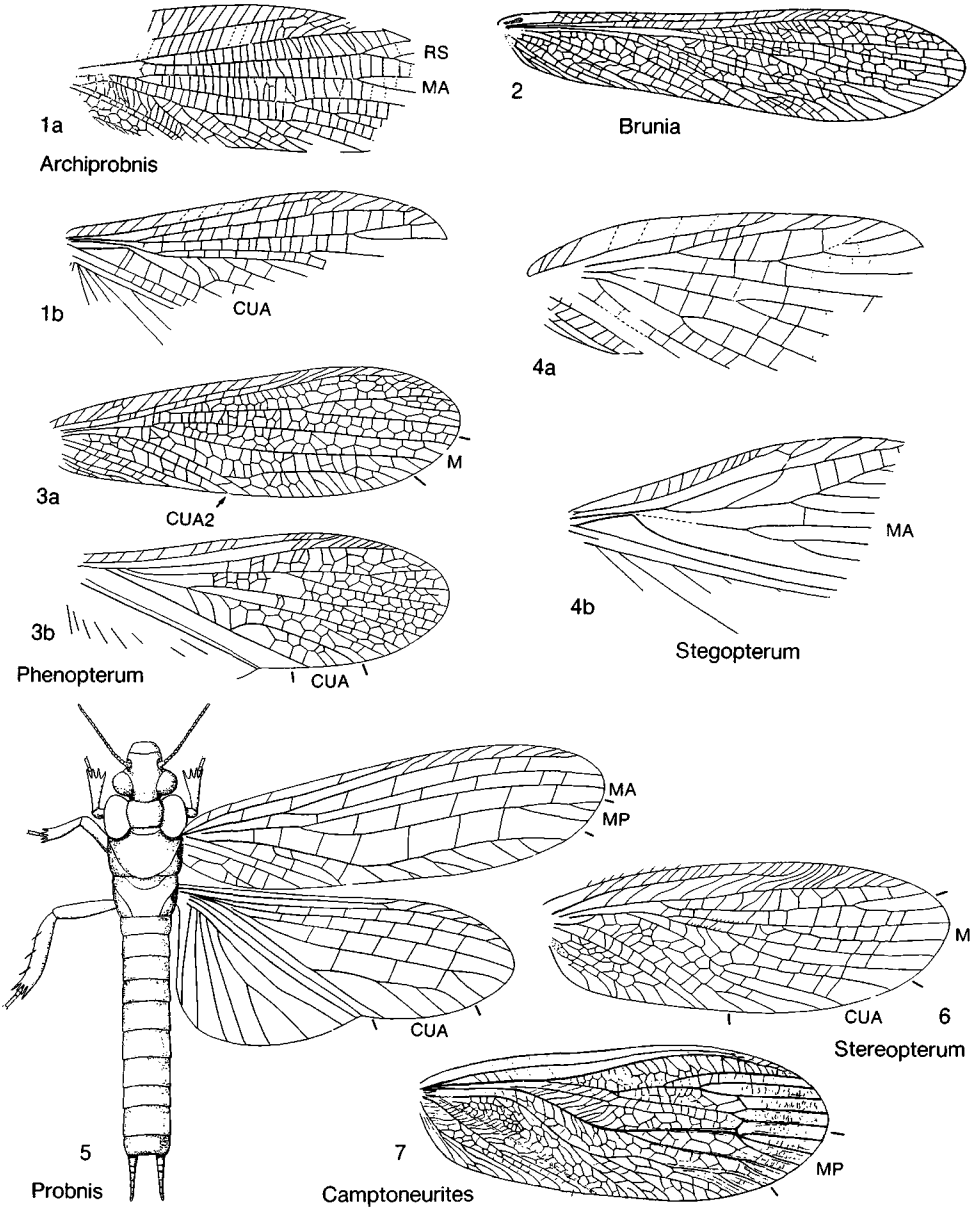 RS
MA
1a
Archiprobnis
2
Brunia
1b
CUA
4a
3a
M
CUA2
3b
Phenopterum
CUA
MA
4b
Stegopterum
MA
MP
CUA
M
CUA
6
Stereopterum
5
Probnis
7
MP
Camptoneurites